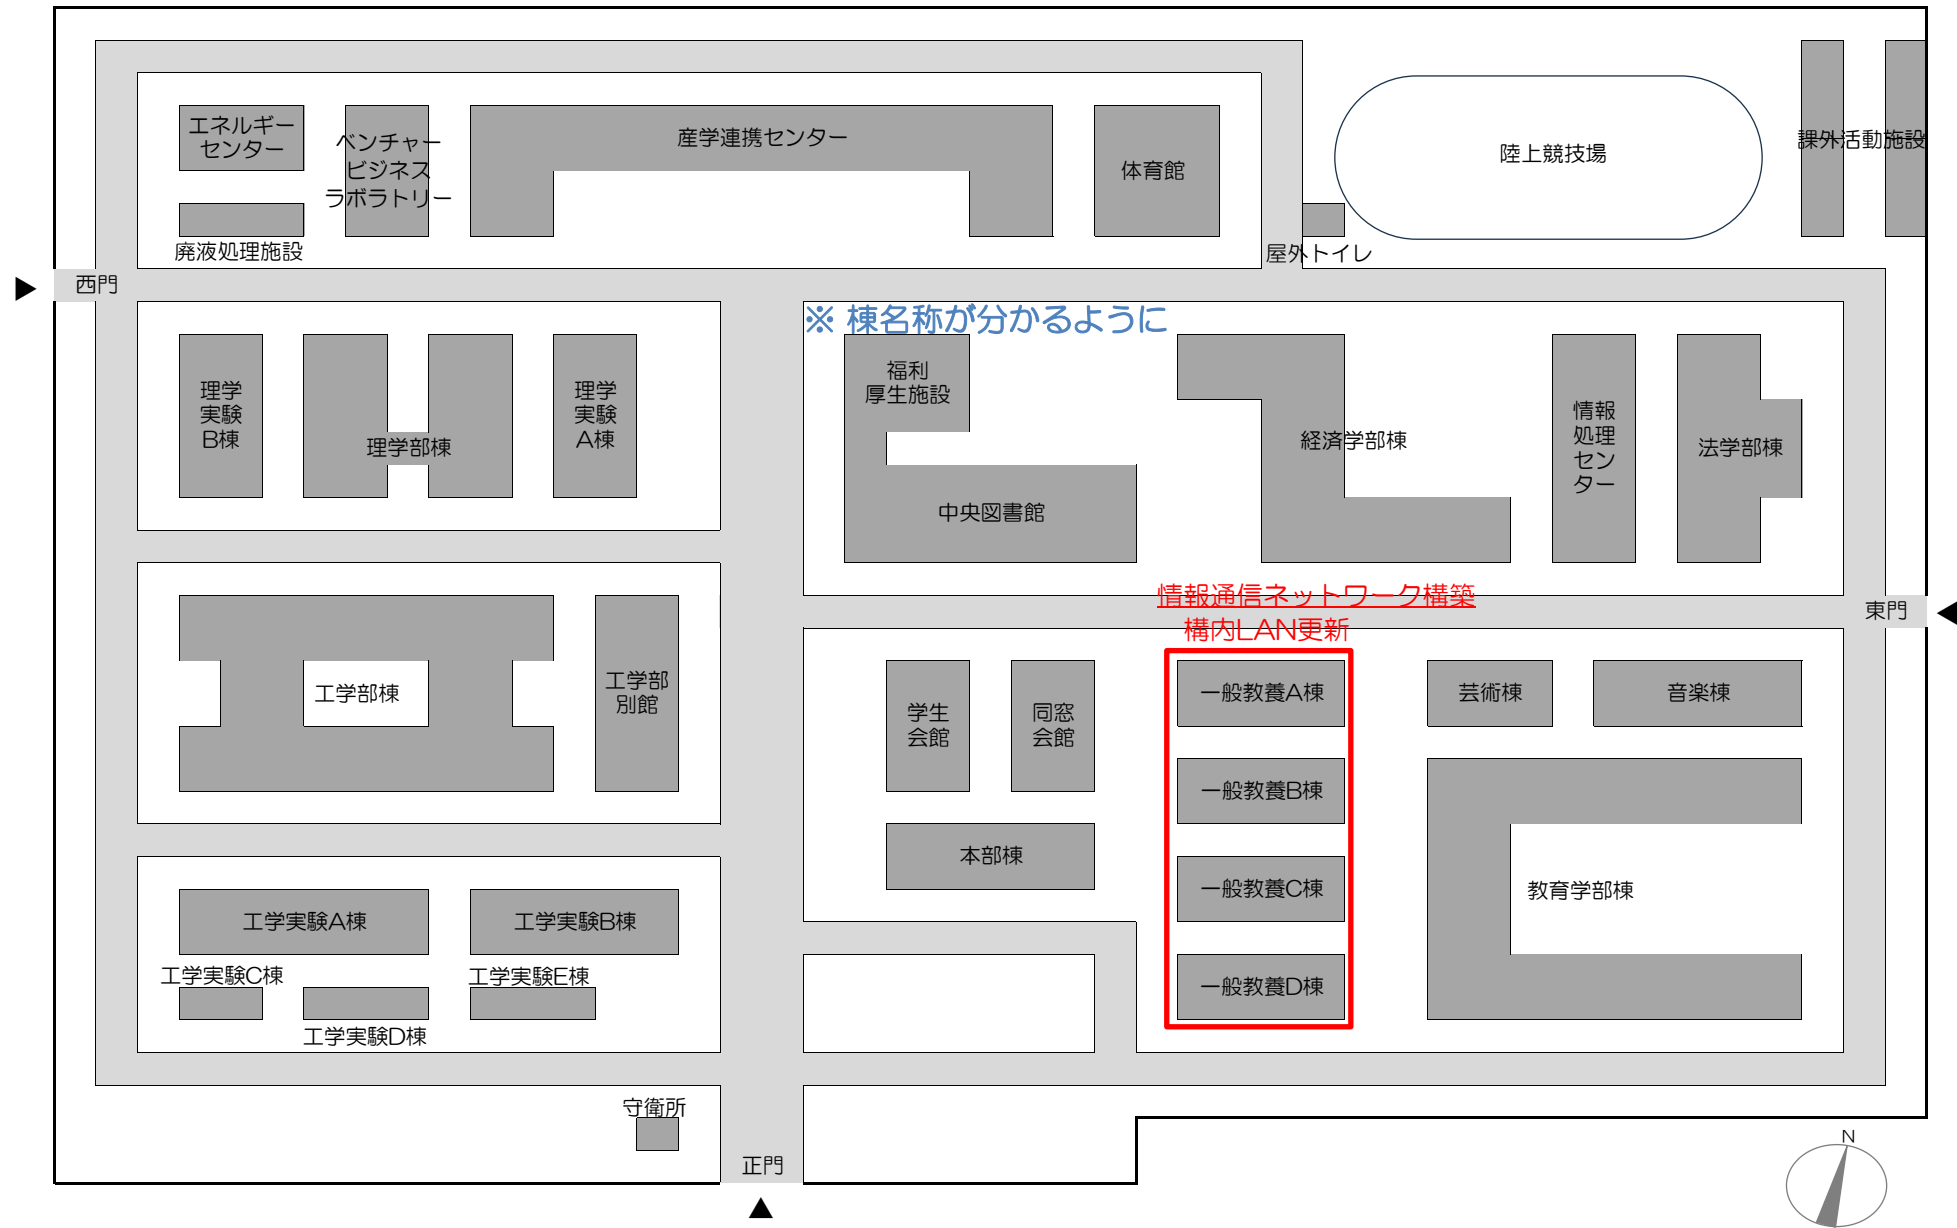 エネルギー
センター
ベンチャー
ビジネス
ラボラトリー
産学連携センター
体育館
陸上競技場
課外活動施設
廃液処理施設
屋外トイレ
西門
※ 棟名称が分かるように
理学
実験
B棟
理学部棟
理学
実験
A棟
福利
厚生施設
中央図書館
経済学部棟
情報
処理
セン
ター
法学部棟
情報通信ネットワーク構築
構内LAN更新
東門
工学部棟
工学部
別館
学生
会館
同窓
会館
一般教養A棟
芸術棟
音楽棟
一般教養B棟
本部棟
一般教養C棟
教育学部棟
一般教養D棟
工学実験A棟
工学実験B棟
工学実験C棟
工学実験E棟
工学実験D棟
守衛所
正門
N